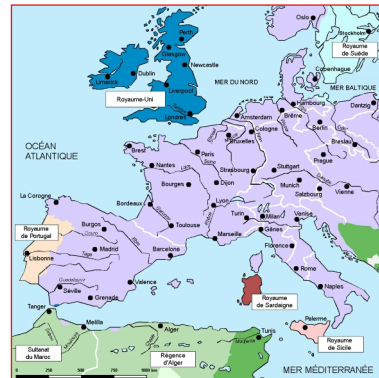 Oslo
Stockholm
Royaume
de Suède
Perth
Glasgow
Newcastle
Copenhague
Dublin
Limerick
Liverpool
MER DU NORD
MER BALTIQUE
Royaume-Uni
Londres
Hambourg
Dantzig
Amsterdam
Brême
Berlin
Bruxelles
Cologne
Breslau
OCÉAN
ATLANTIQUE
Brest
Paris
Prague
Strasbourg
Stuttgart
Nantes
Munich
Vienne
Bourges
Dijon
Salzbourg
La Corogne
Bordeaux
Lyon
Turin
Milan
Venise
Royaume
de Portugal
Burgos
Toulouse
Marseille
Gênes
Florence
Douro
Madrid
Barcelone
Tage
Lisbonne
Rome
Valence
Guadalquivir
Séville
Grenade
Royaume
de Sardaigne
Naples
Tanger
Palerme
Melilla
Alger
Tunis
Royaume
de Sicile
Sultanat
du Maroc
Régence
d'Alger
MER MÉDITERRANÉE